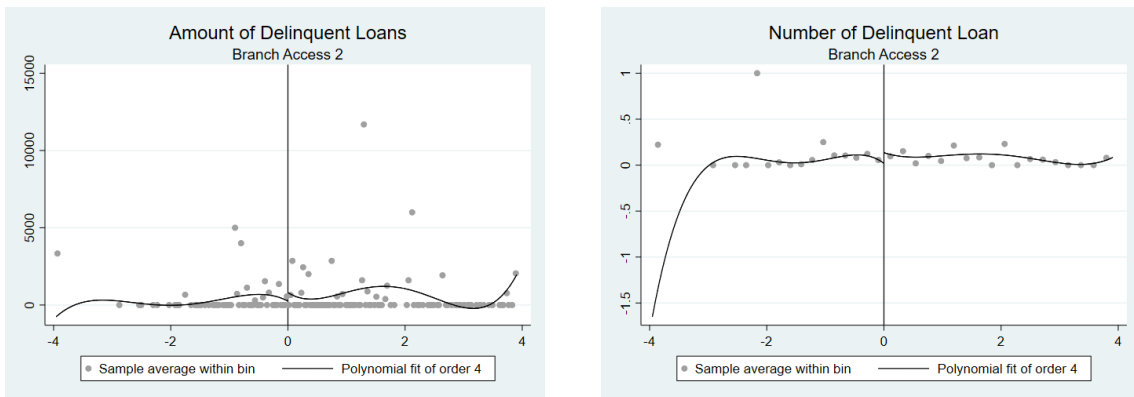 Amount of Delinquent Loans
Branch Access 2
15000
10000
5000
0
-4 -2 0 2 4
Sample average within bin Polynomial fit of order 4
Number of Delinquent Loan
Branch Access 2
1
.5
0
-.5
-1
-1.5
-4 -2 0 2 4
Sample average within bin Polynomial fit of order 4